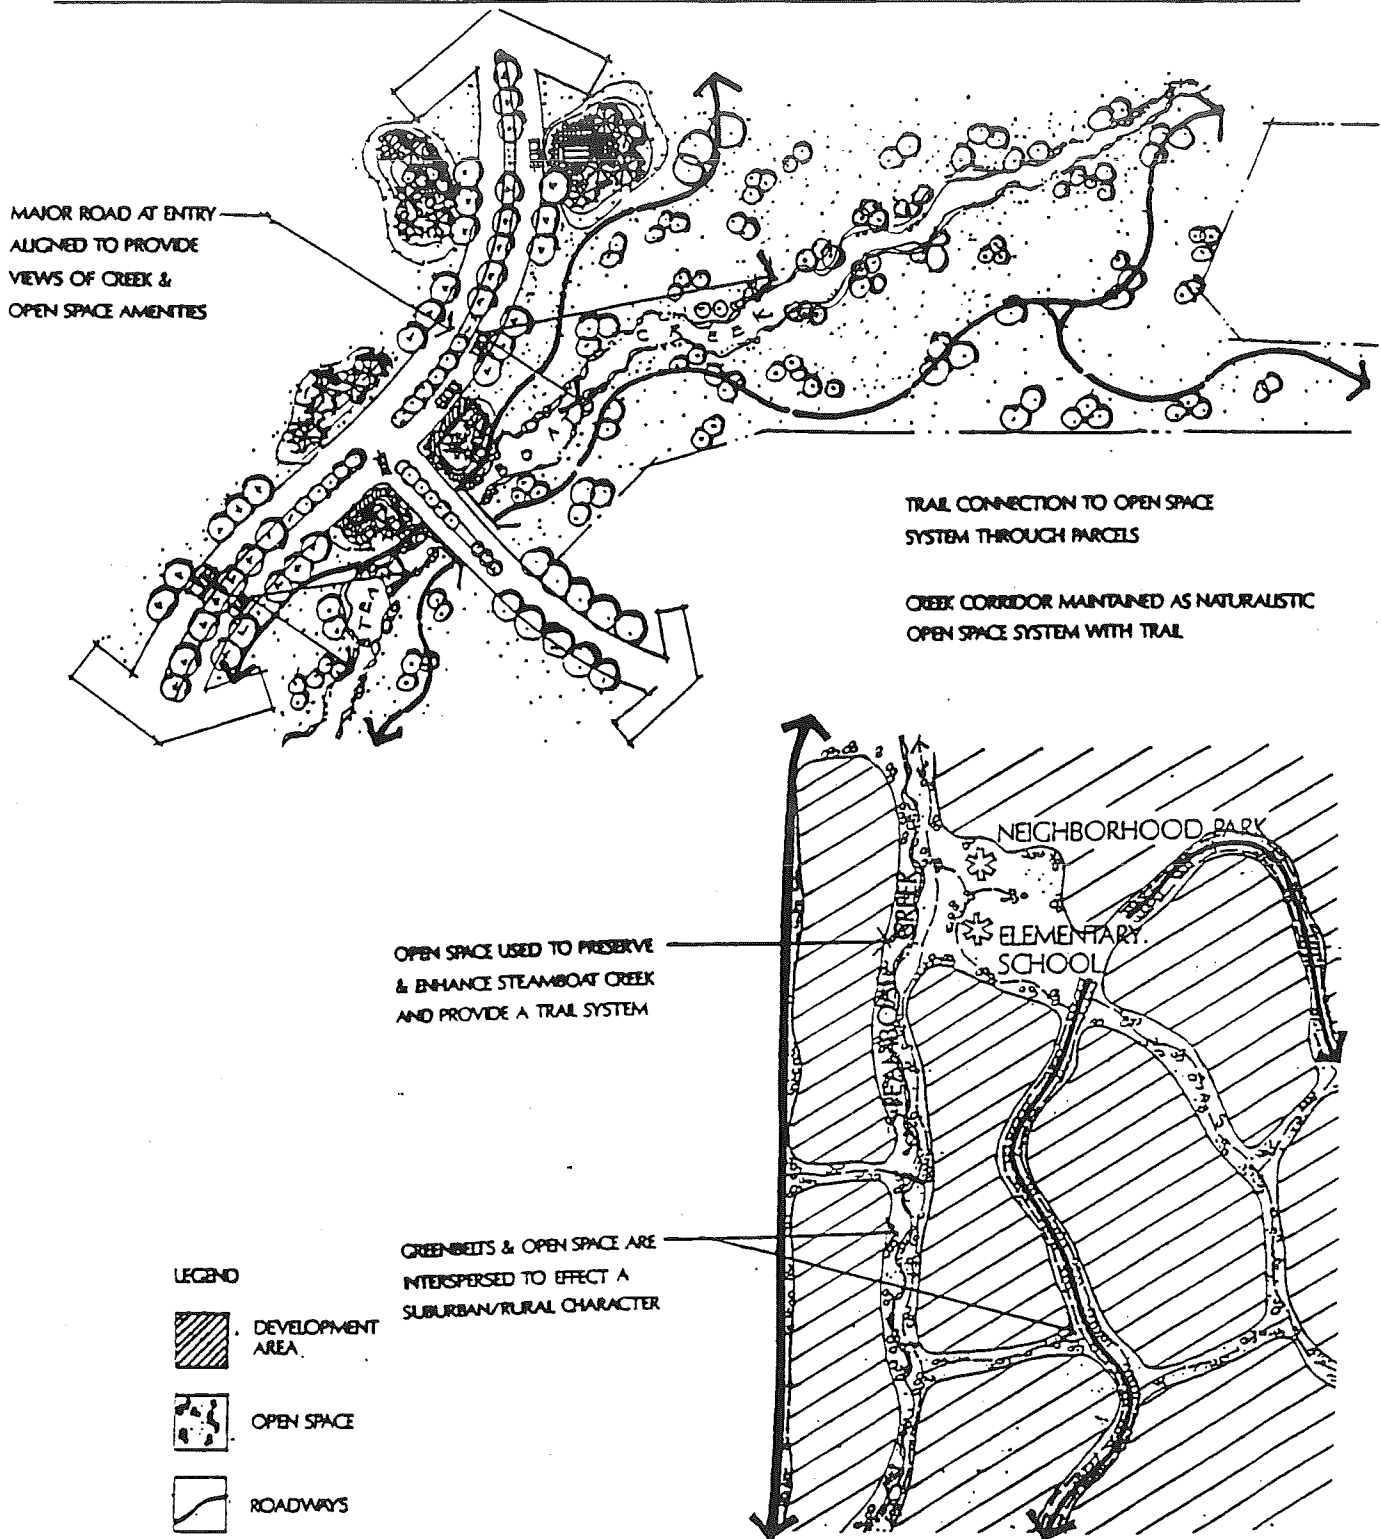 MAJOR ROAD AT ENTRY
ALIGNED TO PROVIDE
VIEWS OF CREEK &
OPEN SPACE AMENITIES
CREEK
TRAIL CONNECTION TO OPEN SPACE
SYSTEM THROUGH PARCELS
CREEK CORRIDOR MAINTAINED AS NATURALISTIC
OPEN SPACE SYSTEM WITH TRAIL
NEIGHBORHOOD PARK
ELEMENTARY
SCHOOL
CREEK
OPEN SPACE USED TO PRESERVE
& ENHANCE STEAMBOAT CREEK
AND PROVIDE A TRAIL SYSTEM
GREENBELTS & OPEN SPACE ARE
INTERSPERSED TO EFFECT A
SUBURBAN/RURAL CHARACTER
LEGEND
DEVELOPMENT
AREA
OPEN SPACE
ROADWAYS